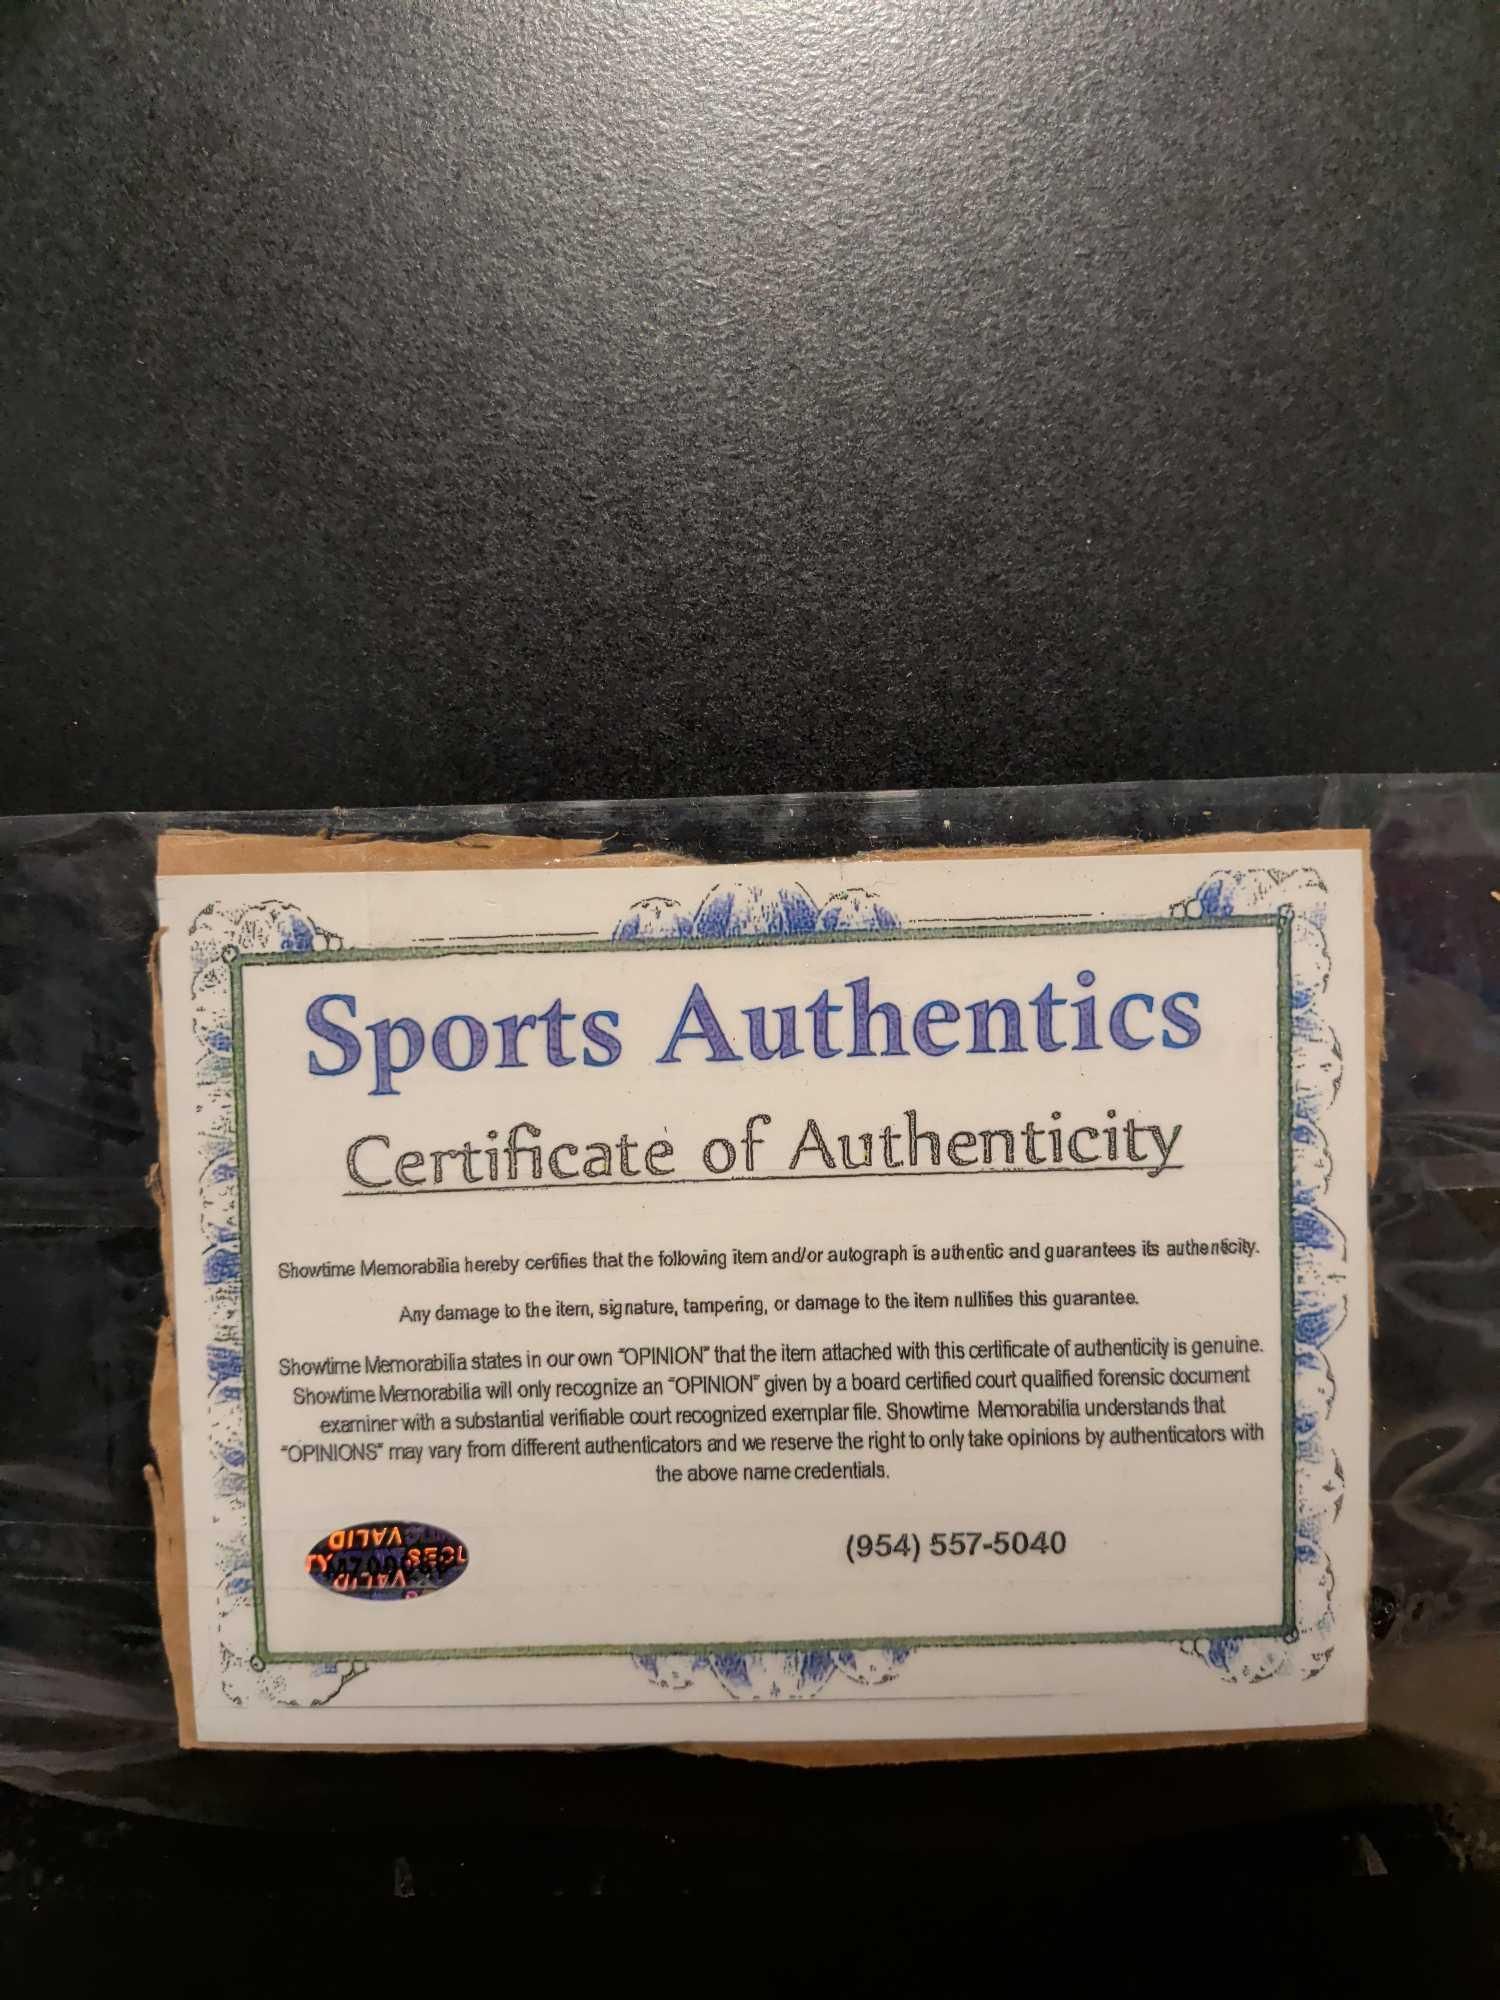 Sports Authentics
Certificate of Authenticity
Showtime Memorabilia hereby certifies that the following item and/or autograph is authentic and guarantees its authenticity.
Any damage to the item, signature, tampering, or damage to the item nullifies this guarantee.
Showtime Memorabilia states in our own "OPINION" that the item attached with this certificate of authenticity is genuine.
Showtime Memorabilia will only recognize an "OPINION" given by a board certified court qualified forensic document
examiner with a substantial verifiable court recognized exemplar file. Showtime Memorabilia understands that
"OPINIONS" may vary from different authenticators and we reserve the right to only take opinions by authenticators with
the above name credentials.
VALID
VALID
(954) 557-5040